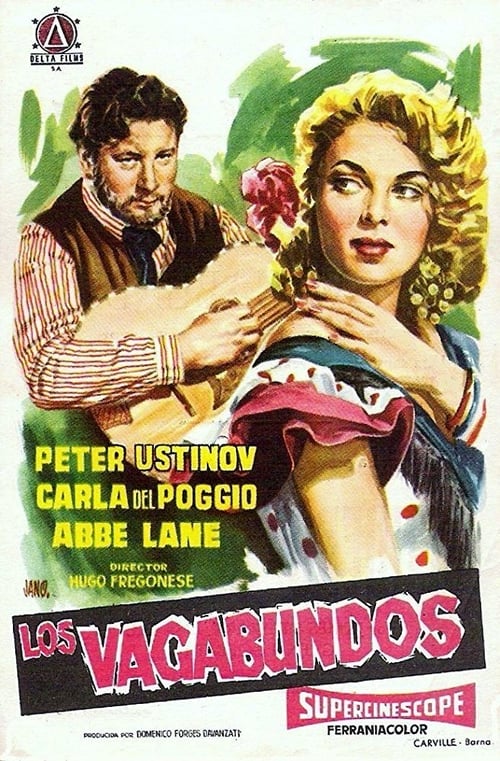 DELTA FILMS
S.A.
PETER USTINOV
CARLA DEL POGGIO
ABBE LANE
DIRECTOR
HUGO FREGONESE
JANO.
LOS VAGABUNDOS
SUPERCINESCOPE
FERRANIACOLOR
PRODUCIDA POR DOMENICO FORGES DAVANZATI
CARVILLE - Barna